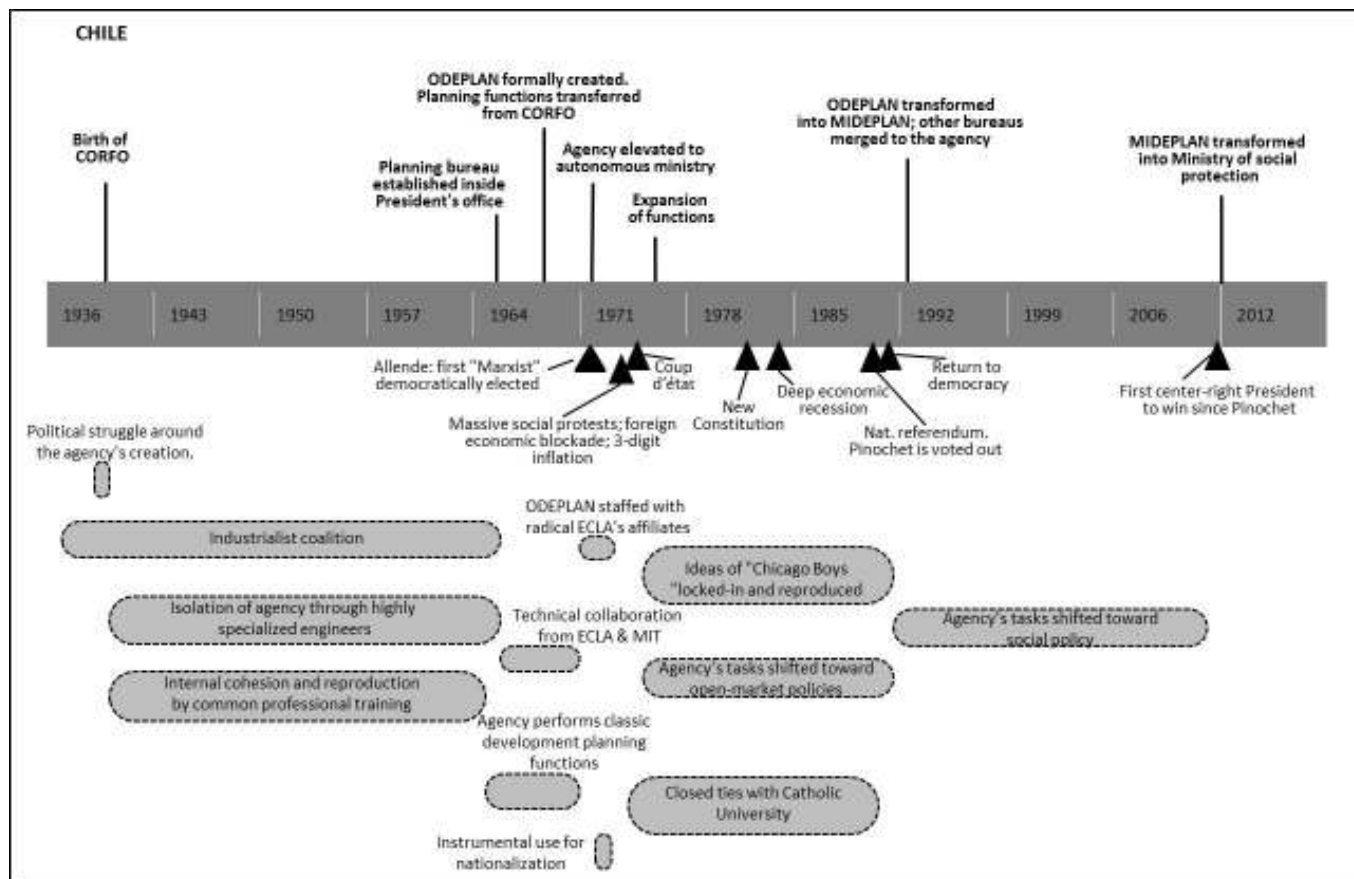 CHILE
ODEPLAN formally created.
Planning functions transferred
from CORFO
Birth of
CORFO
Planning bureau
established inside
President's office
Agency elevated to
autonomous ministry
Expansion
of functions
ODEPLAN transformed
into MIDEPLAN; other bureaus
merged to the agency
MIDEPLAN transformed
into Ministry of social
protection
1936 1943 1950 1957 1964 1971 1978 1985 1992 1999 2006 2012
Allende: first "Marxist"
democratically elected
Coup
d'état
Massive social protests; foreign
economic blockade; 3-digit
inflation
New
Constitution
Deep economic
recession
Nat. referendum.
Pinochet is voted out
Return to
democracy
First center-right President
to win since Pinochet
Political struggle around
the agency's creation.
Industrialist coalition
Isolation of agency through highly
specialized engineers
Internal cohesion and reproduction
by common professional training
ODEPLAN staffed with
radical ECLA's affiliates
Technical collaboration
from ECLA & MIT
Agency performs classic
development planning
functions
Instrumental use for
nationalization
Ideas of "Chicago Boys
"locked-in and reproduced
Agency's tasks shifted toward
open-market policies
Closed ties with Catholic
University
Agency's tasks shifted toward
social policy